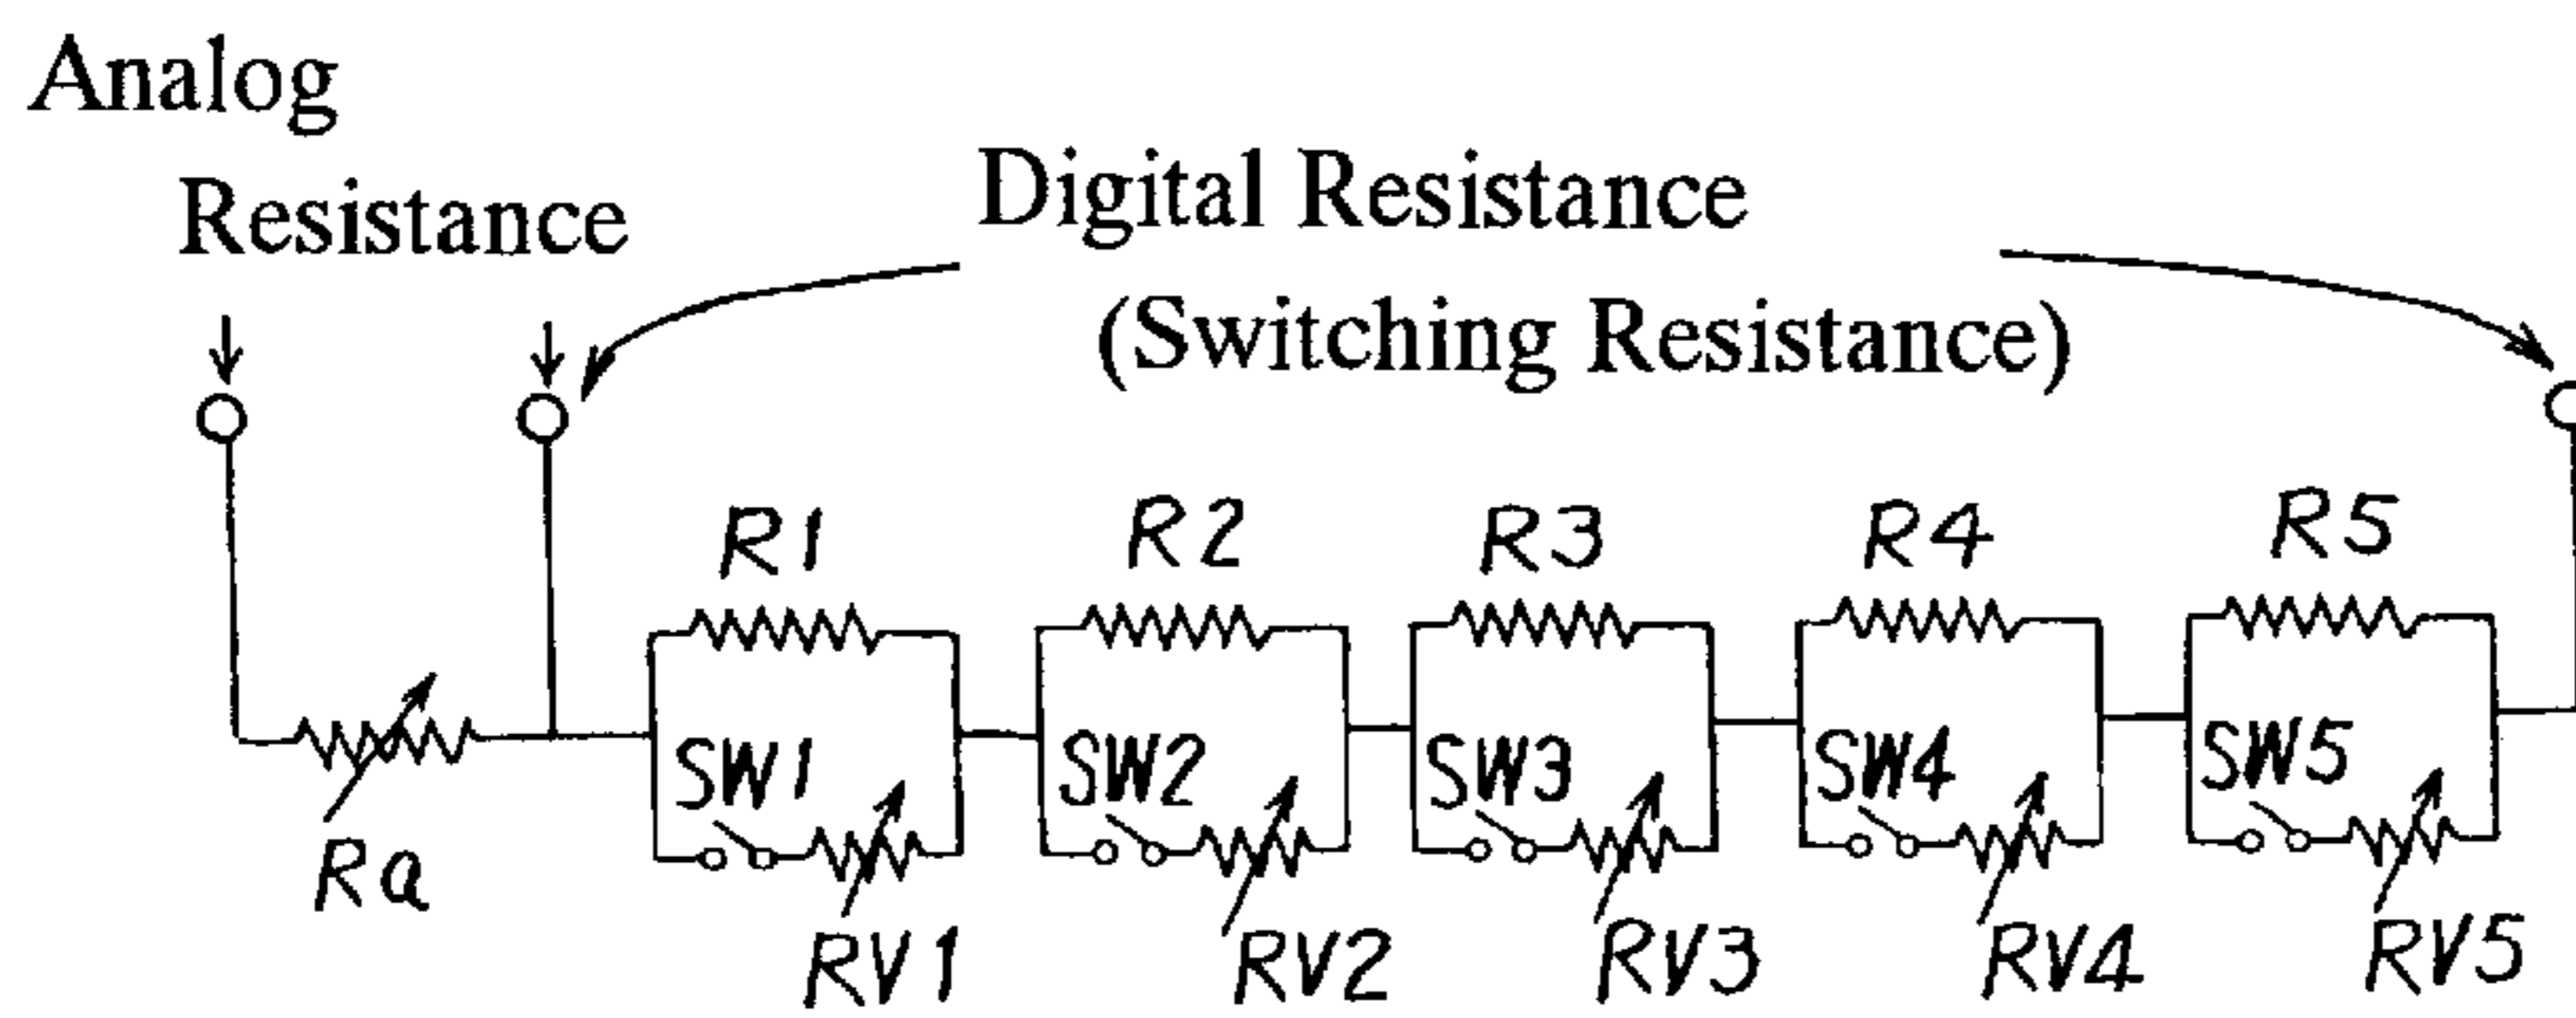 Analog
Resistance
Digital Resistance
(Switching Resistance)
R1 R2 R3 R4 R5
SW1 SW2 SW3 SW4 SW5
Ra
RV1 RV2 RV3 RV4 RV5